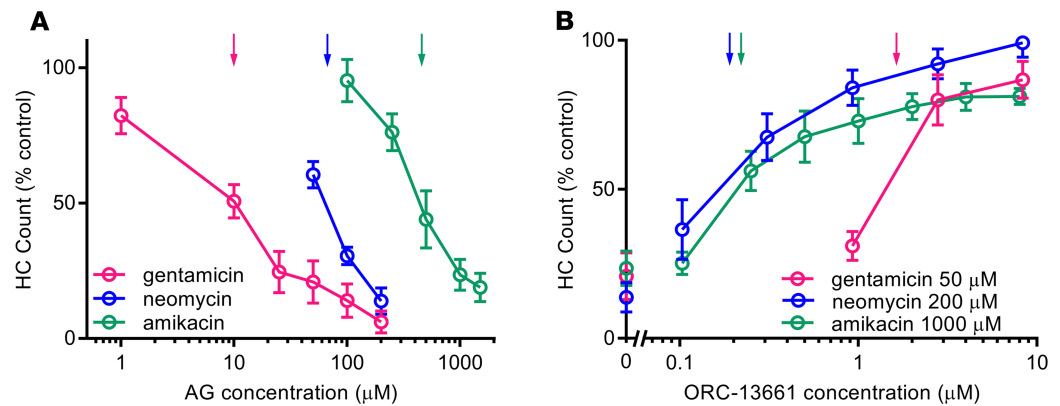 A
HC Count (% control)
100
50
0
gentamicin
neomycin
amikacin
1
10
100
1000
AG concentration (μM)
B
HC Count (% control)
100
50
0
gentamicin 50 μM
neomycin 200 μM
amikacin 1000 μM
0
0.1
1
10
ORC-13661 concentration (μM)